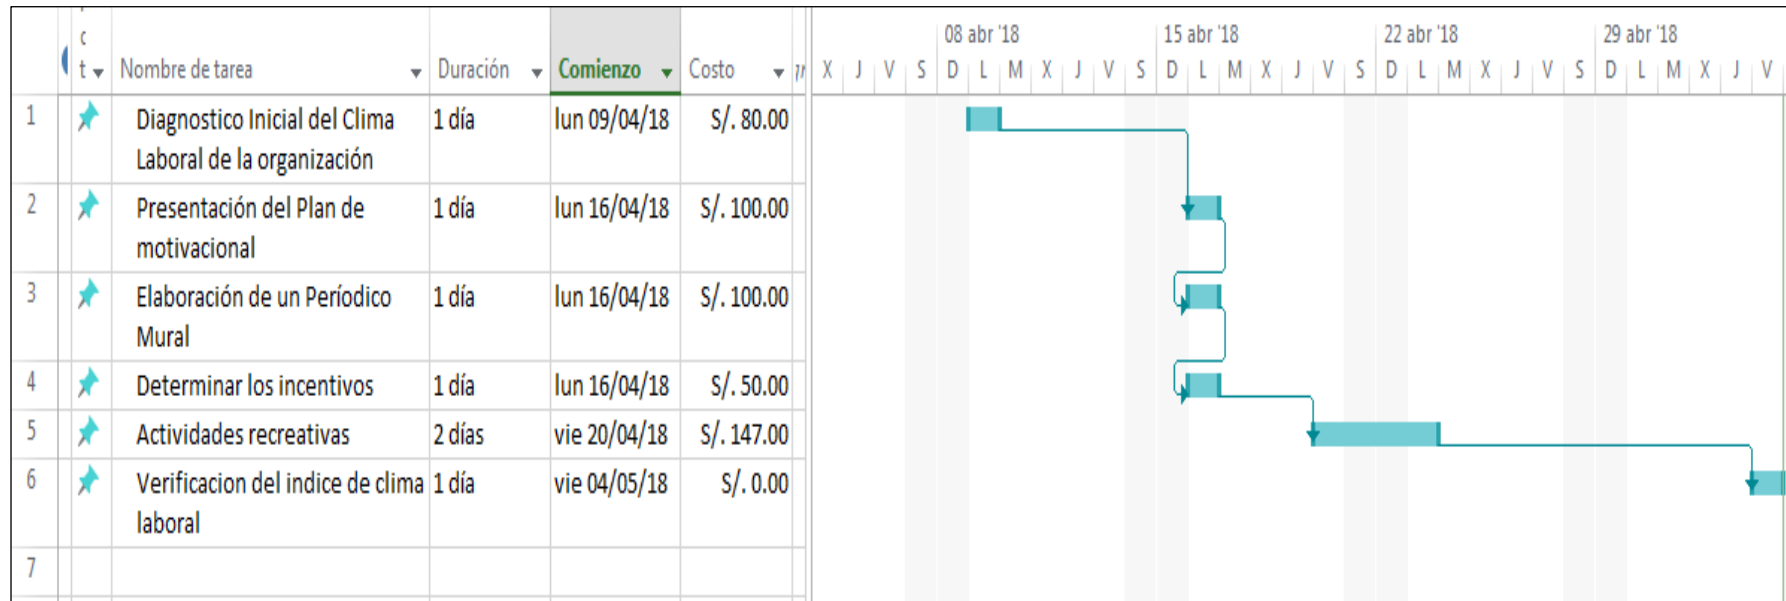 08 abr '18 15 abr '18 22 abr '18 29 abr '18
t Nombre de tarea Duración Comienzo Costo X J V S D L M X J V S D L M X J V S D L M X J V S D L M X J V
1 Diagnostico Inicial del Clima 1 día lun 09/04/18 S/. 80.00
Laboral de la organización
2 Presentación del Plan de 1 día lun 16/04/18 S/. 100.00
motivacional
3 Elaboración de un Períodico 1 día lun 16/04/18 S/. 100.00
Mural
4 Determinar los incentivos 1 día lun 16/04/18 S/. 50.00
5 Actividades recreativas 2 días vie 20/04/18 S/. 147.00
6 Verificacion del indice de clima 1 día vie 04/05/18 S/. 0.00
laboral
7